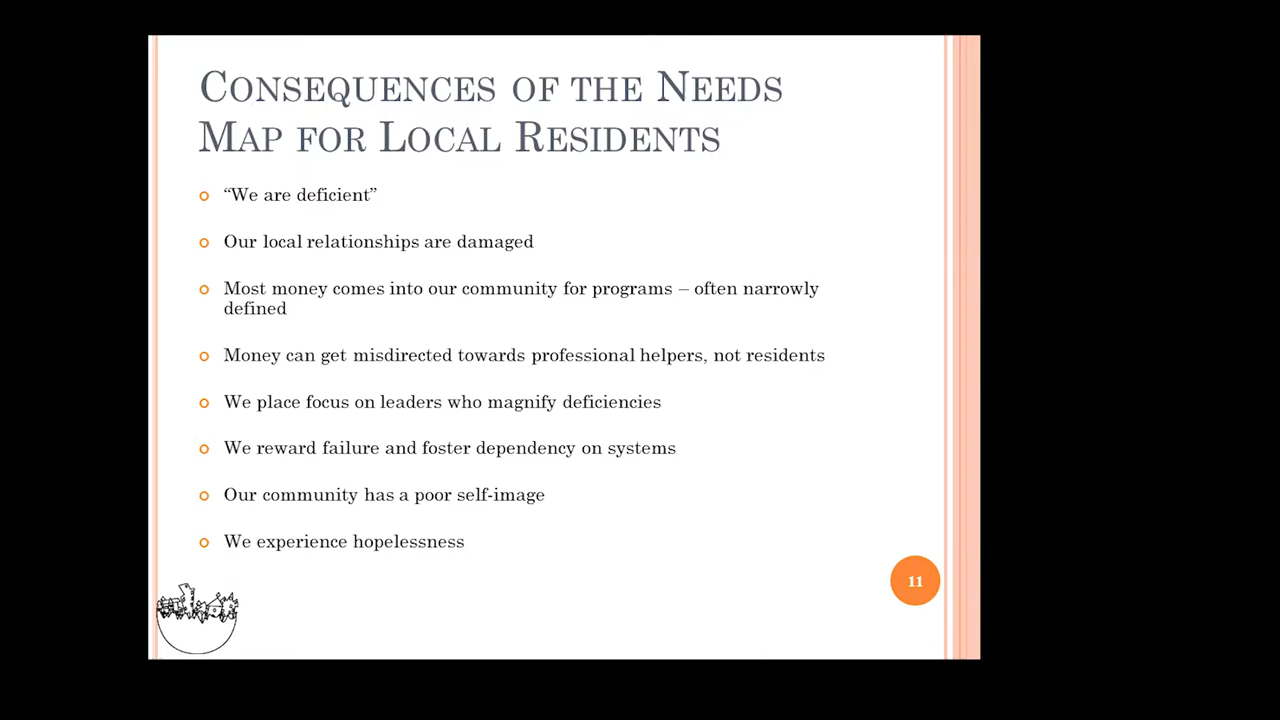 CONSEQUENCES OF THE NEEDS
MAP FOR LOCAL RESIDENTS
“We are deficient”
Our local relationships are damaged
Most money comes into our community for programs – often narrowly
defined
Money can get misdirected towards professional helpers, not residents
We place focus on leaders who magnify deficiencies
We reward failure and foster dependency on systems
Our community has a poor self-image
We experience hopelessness
11